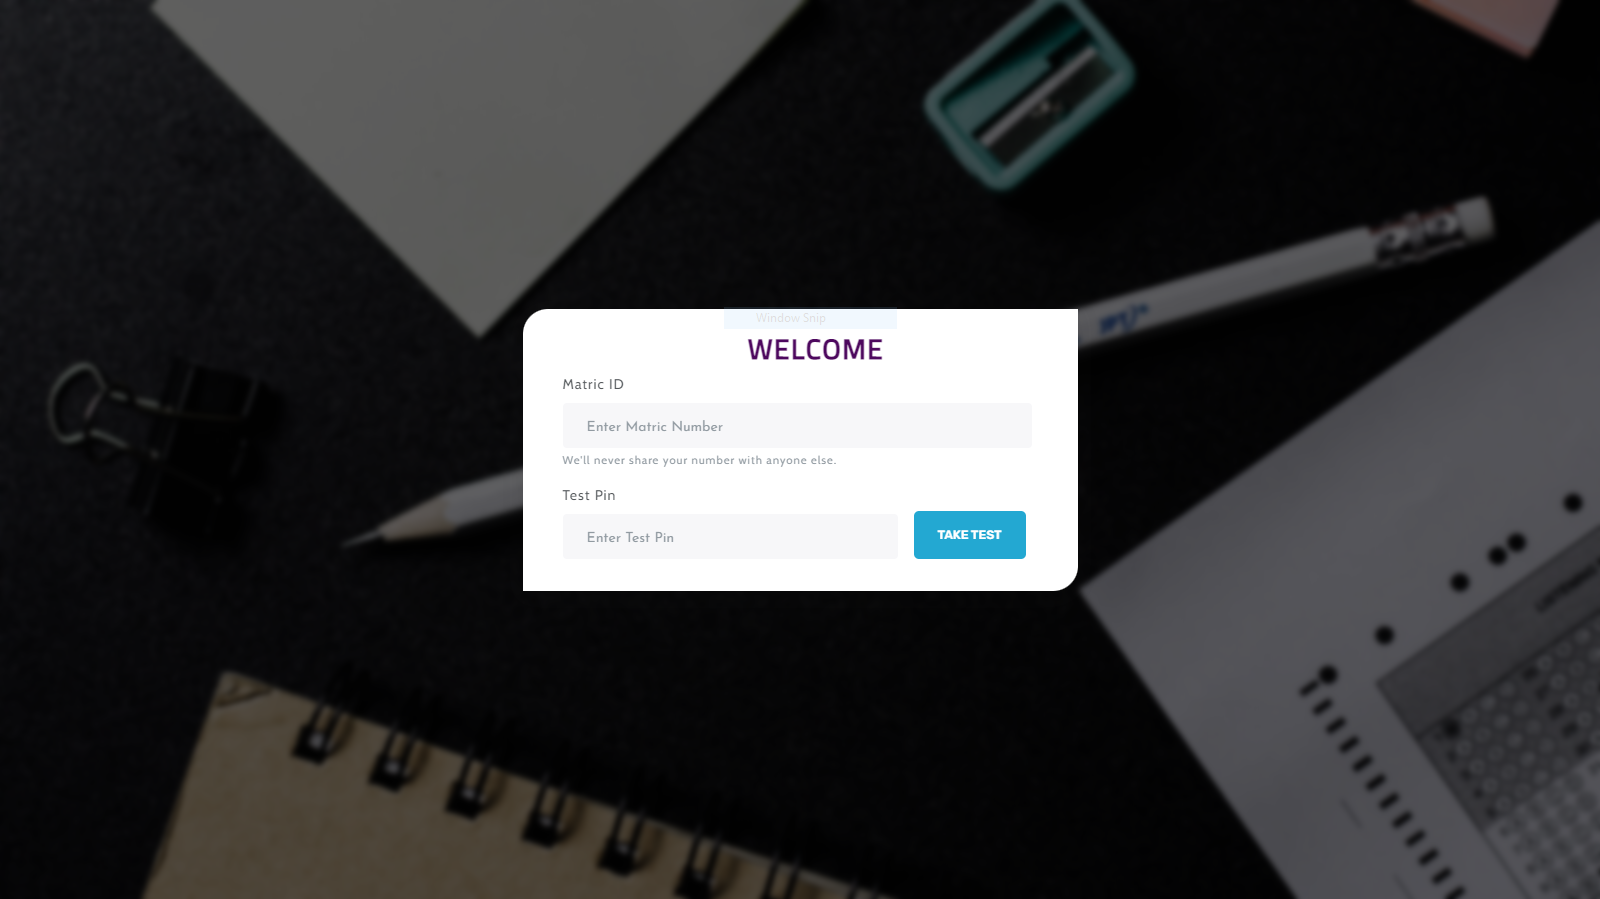 Window Snip
WELCOME
Matric ID
Enter Matric Number
We'll never share your number with anyone else.
Test Pin
Enter Test Pin
TAKE TEST